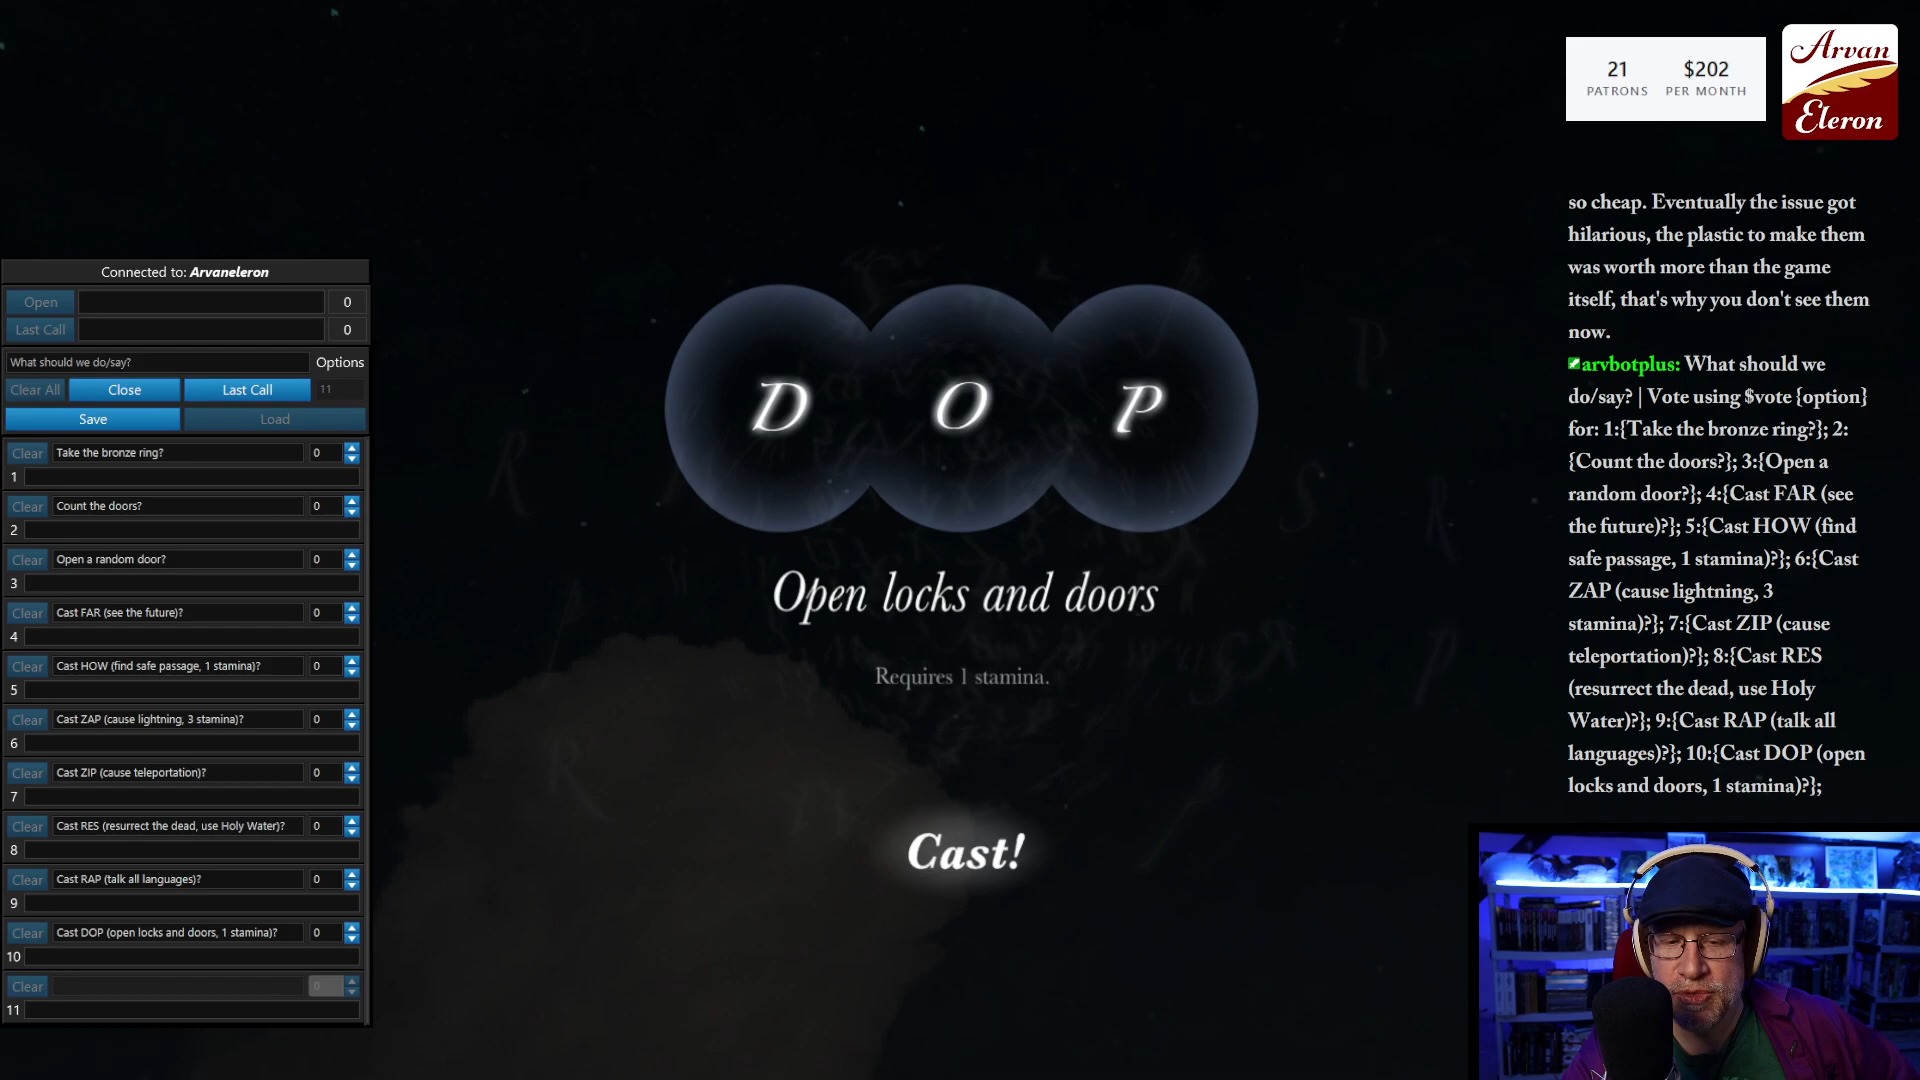 Connected to: Arvaneleron
Open 0
Last Call 0
What should we do/say? Options
Clear All Close Last Call 11
Save Load
Clear Take the bronze ring? 0
1
Clear Count the doors? 0
2
Clear Open a random door? 0
3
Clear Cast FAR (see the future)? 0
4
Clear Cast HOW (find safe passage, 1 stamina)? 0
5
Clear Cast ZAP (cause lightning, 3 stamina)? 0
6
Clear Cast ZIP (cause teleportation)? 0
7
Clear Cast RES (resurrect the dead, use Holy Water)? 0
8
Clear Cast RAP (talk all languages)? 0
9
Clear Cast DOP (open locks and doors, 1 stamina)? 0
10
Clear 0
11
D O P
Open locks and doors
Requires 1 stamina.
Cast!
21 $202
PATRONS PER MONTH
Arvan
Eleron
so cheap. Eventually the issue got
hilarious, the plastic to make them
was worth more than the game
itself, that's why you don't see them
now.
arvbotplus: What should we
do/say? | Vote using $vote {option}
for: 1:{Take the bronze ring?}; 2:
{Count the doors?}; 3:{Open a
random door?}; 4:{Cast FAR (see
the future)?}; 5:{Cast HOW (find
safe passage, 1 stamina)?}; 6:{Cast
ZAP (cause lightning, 3
stamina)?}; 7:{Cast ZIP (cause
teleportation)?}; 8:{Cast RES
(resurrect the dead, use Holy
Water)?}; 9:{Cast RAP (talk all
languages)?}; 10:{Cast DOP (open
locks and doors, 1 stamina)?};